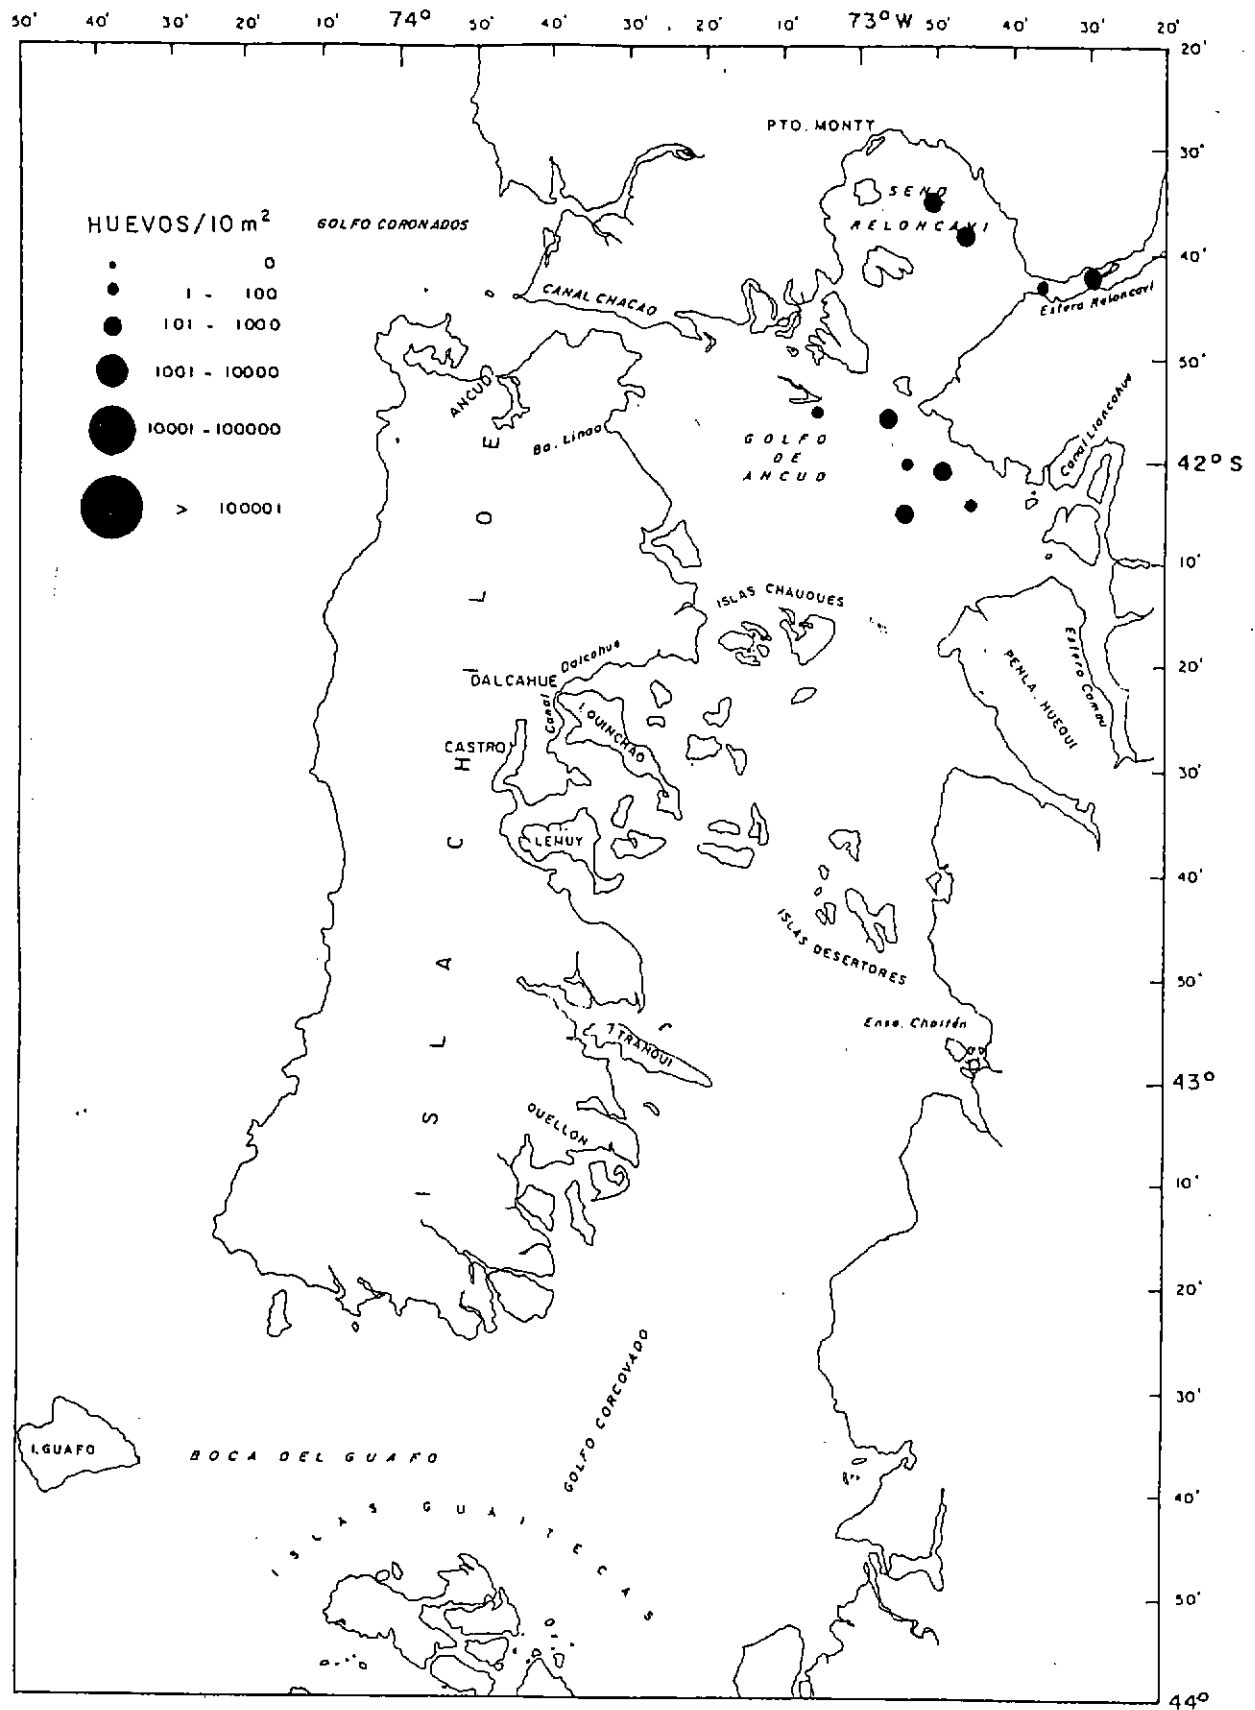 50' 40' 30' 10' 74° 50' 40' 30' 20' 10' 73° W 50' 40' 30' 20'
20'
PTO. MONTT
30'
SENO
RELONCAVI
HUEVOS/10 m²
GOLFO CORONADOS
0
1 - 100
101 - 1000
1001 - 10000
10001 - 100000
> 100001
40'
CANAL CHACAO
Estero Reloncavi
50'
ANCUD
Ba. Linao
GOLFO
DE
ANCUD
Canal Llancahue
42° S
10'
ISLAS CHAUQUES
Canal Dalcahue
DALCAHUE
20'
I. QUINCHAO
PENLA. HUEQUI
Estero Comau
CASTRO
30'
LEMUY
40'
ISLAS DESERTORES
50'
Ensa. Chaitén
I. TRANQUI
43°
QUELLON
10'
ISLA CHILOE
20'
GOLFO CORCOVADO
30'
I. GUAFO
BOCA DEL GUAFO
40'
ISLAS GUAITECAS
50'
44°